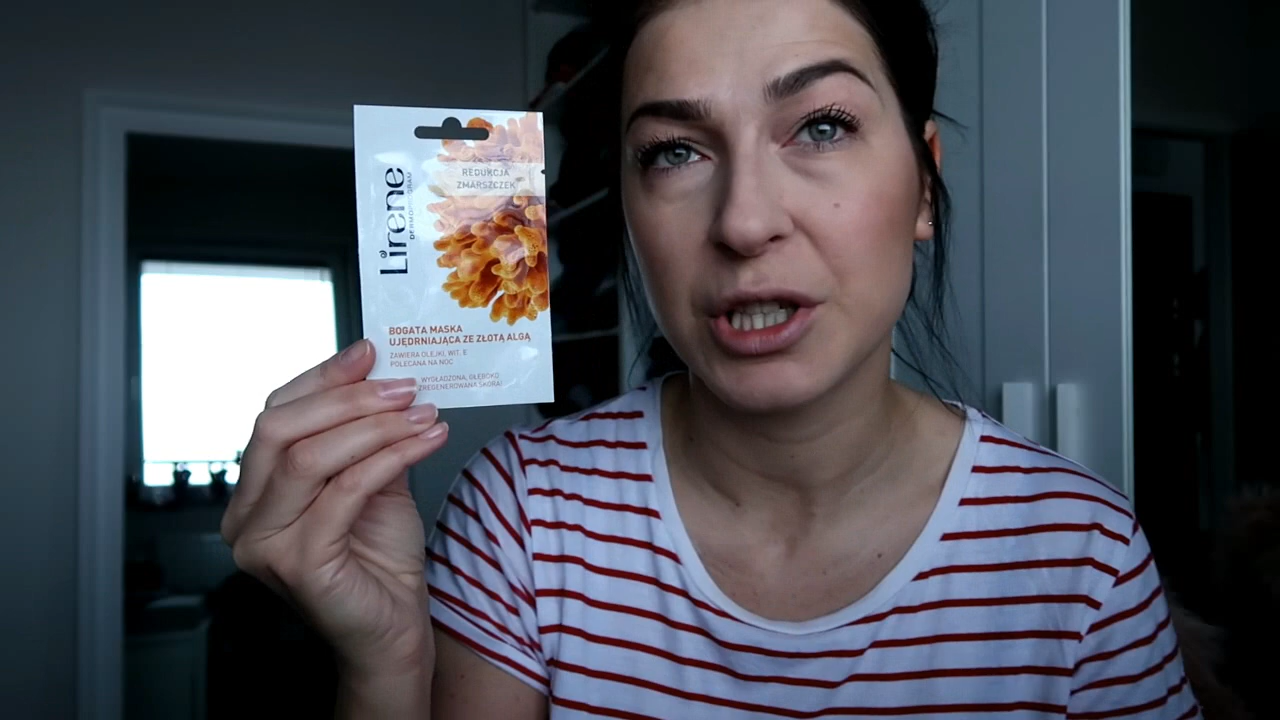 Lirene
DERMOPROGRAM
REDUKCJA
ZMARSZCZEK
BOGATA MASKA
UJĘDRNIAJĄCA ZE ZŁOTĄ ALGĄ
ZAWIERA OLEJKI, WIT. E
POLECANA NA NOC
WYGŁADZONA, GŁĘBOKO
ZREGENEROWANA SKÓRA!